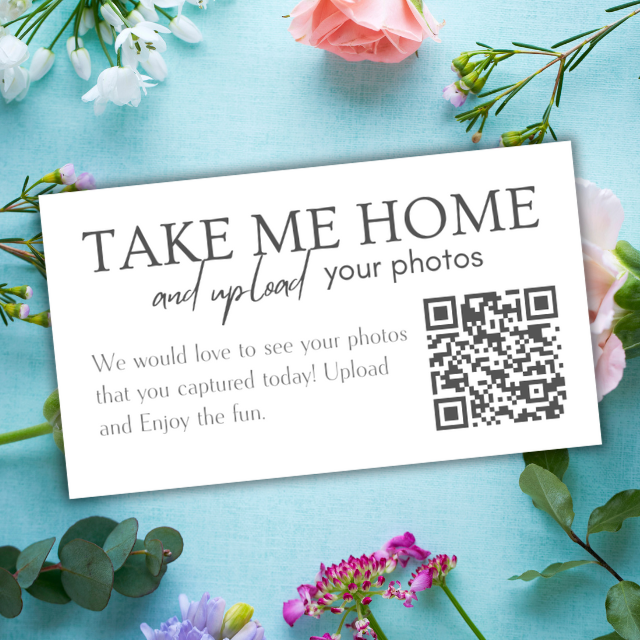 TAKE ME HOME
and upload your photos
We would love to see your photos
that you captured today! Upload
and Enjoy the fun.